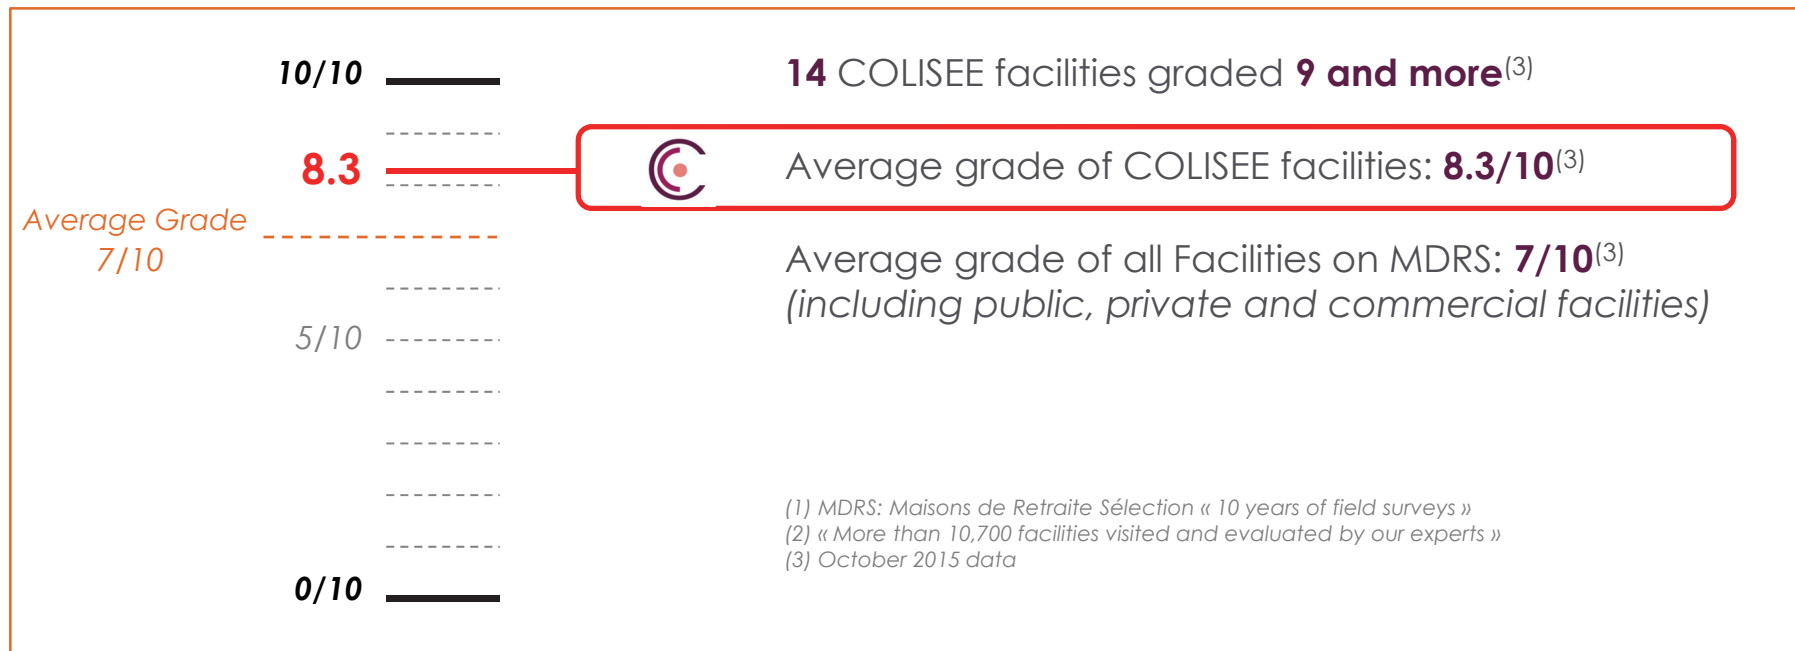 10/10
14 COLISEE facilities graded 9 and more(3)
8.3
Average grade of COLISEE facilities: 8.3/10(3)
Average Grade
7/10
Average grade of all Facilities on MDRS: 7/10(3)
(including public, private and commercial facilities)
5/10
(1) MDRS: Maisons de Retraite Sélection « 10 years of field surveys »
(2) « More than 10,700 facilities visited and evaluated by our experts »
(3) October 2015 data
0/10